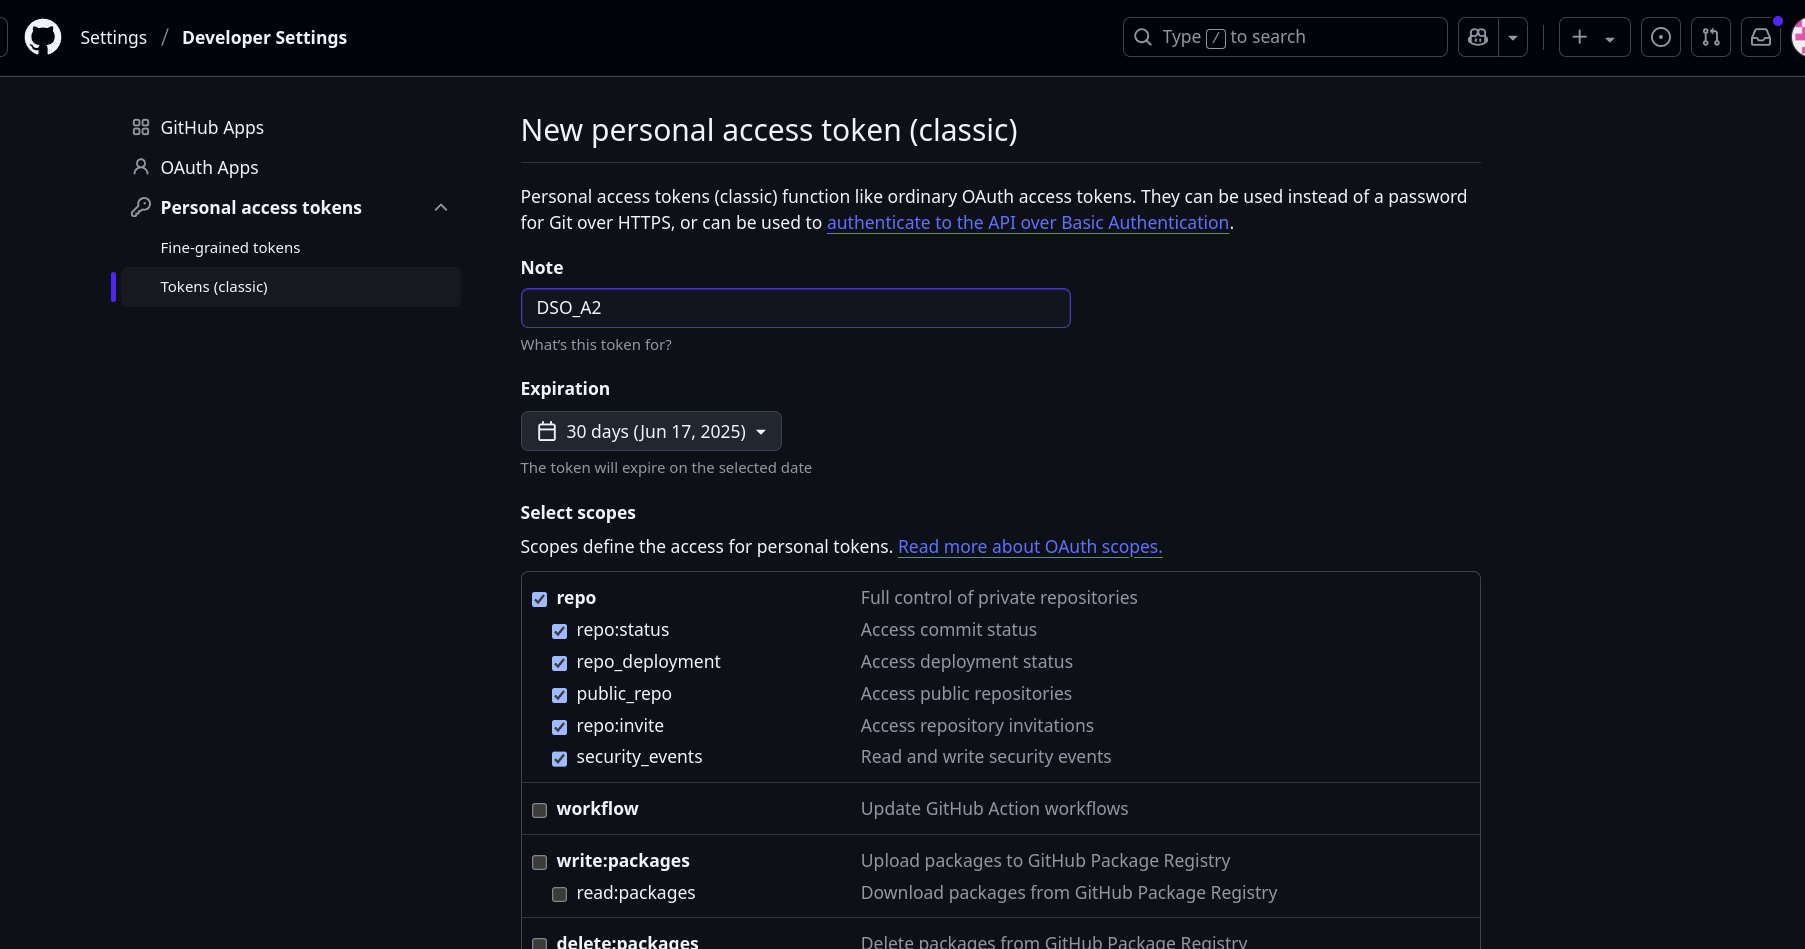 Settings / Developer Settings
Type / to search
GitHub Apps
OAuth Apps
Personal access tokens
Fine-grained tokens
Tokens (classic)
New personal access token (classic)
Personal access tokens (classic) function like ordinary OAuth access tokens. They can be used instead of a password
for Git over HTTPS, or can be used to authenticate to the API over Basic Authentication.
Note
DSO_A2
What's this token for?
Expiration
30 days (Jun 17, 2025)
The token will expire on the selected date
Select scopes
Scopes define the access for personal tokens. Read more about OAuth scopes.
repo Full control of private repositories
repo:status Access commit status
repo_deployment Access deployment status
public_repo Access public repositories
repo:invite Access repository invitations
security_events Read and write security events
workflow Update GitHub Action workflows
write:packages Upload packages to GitHub Package Registry
read:packages Download packages from GitHub Package Registry
delete:packages Delete packages from GitHub Package Registry